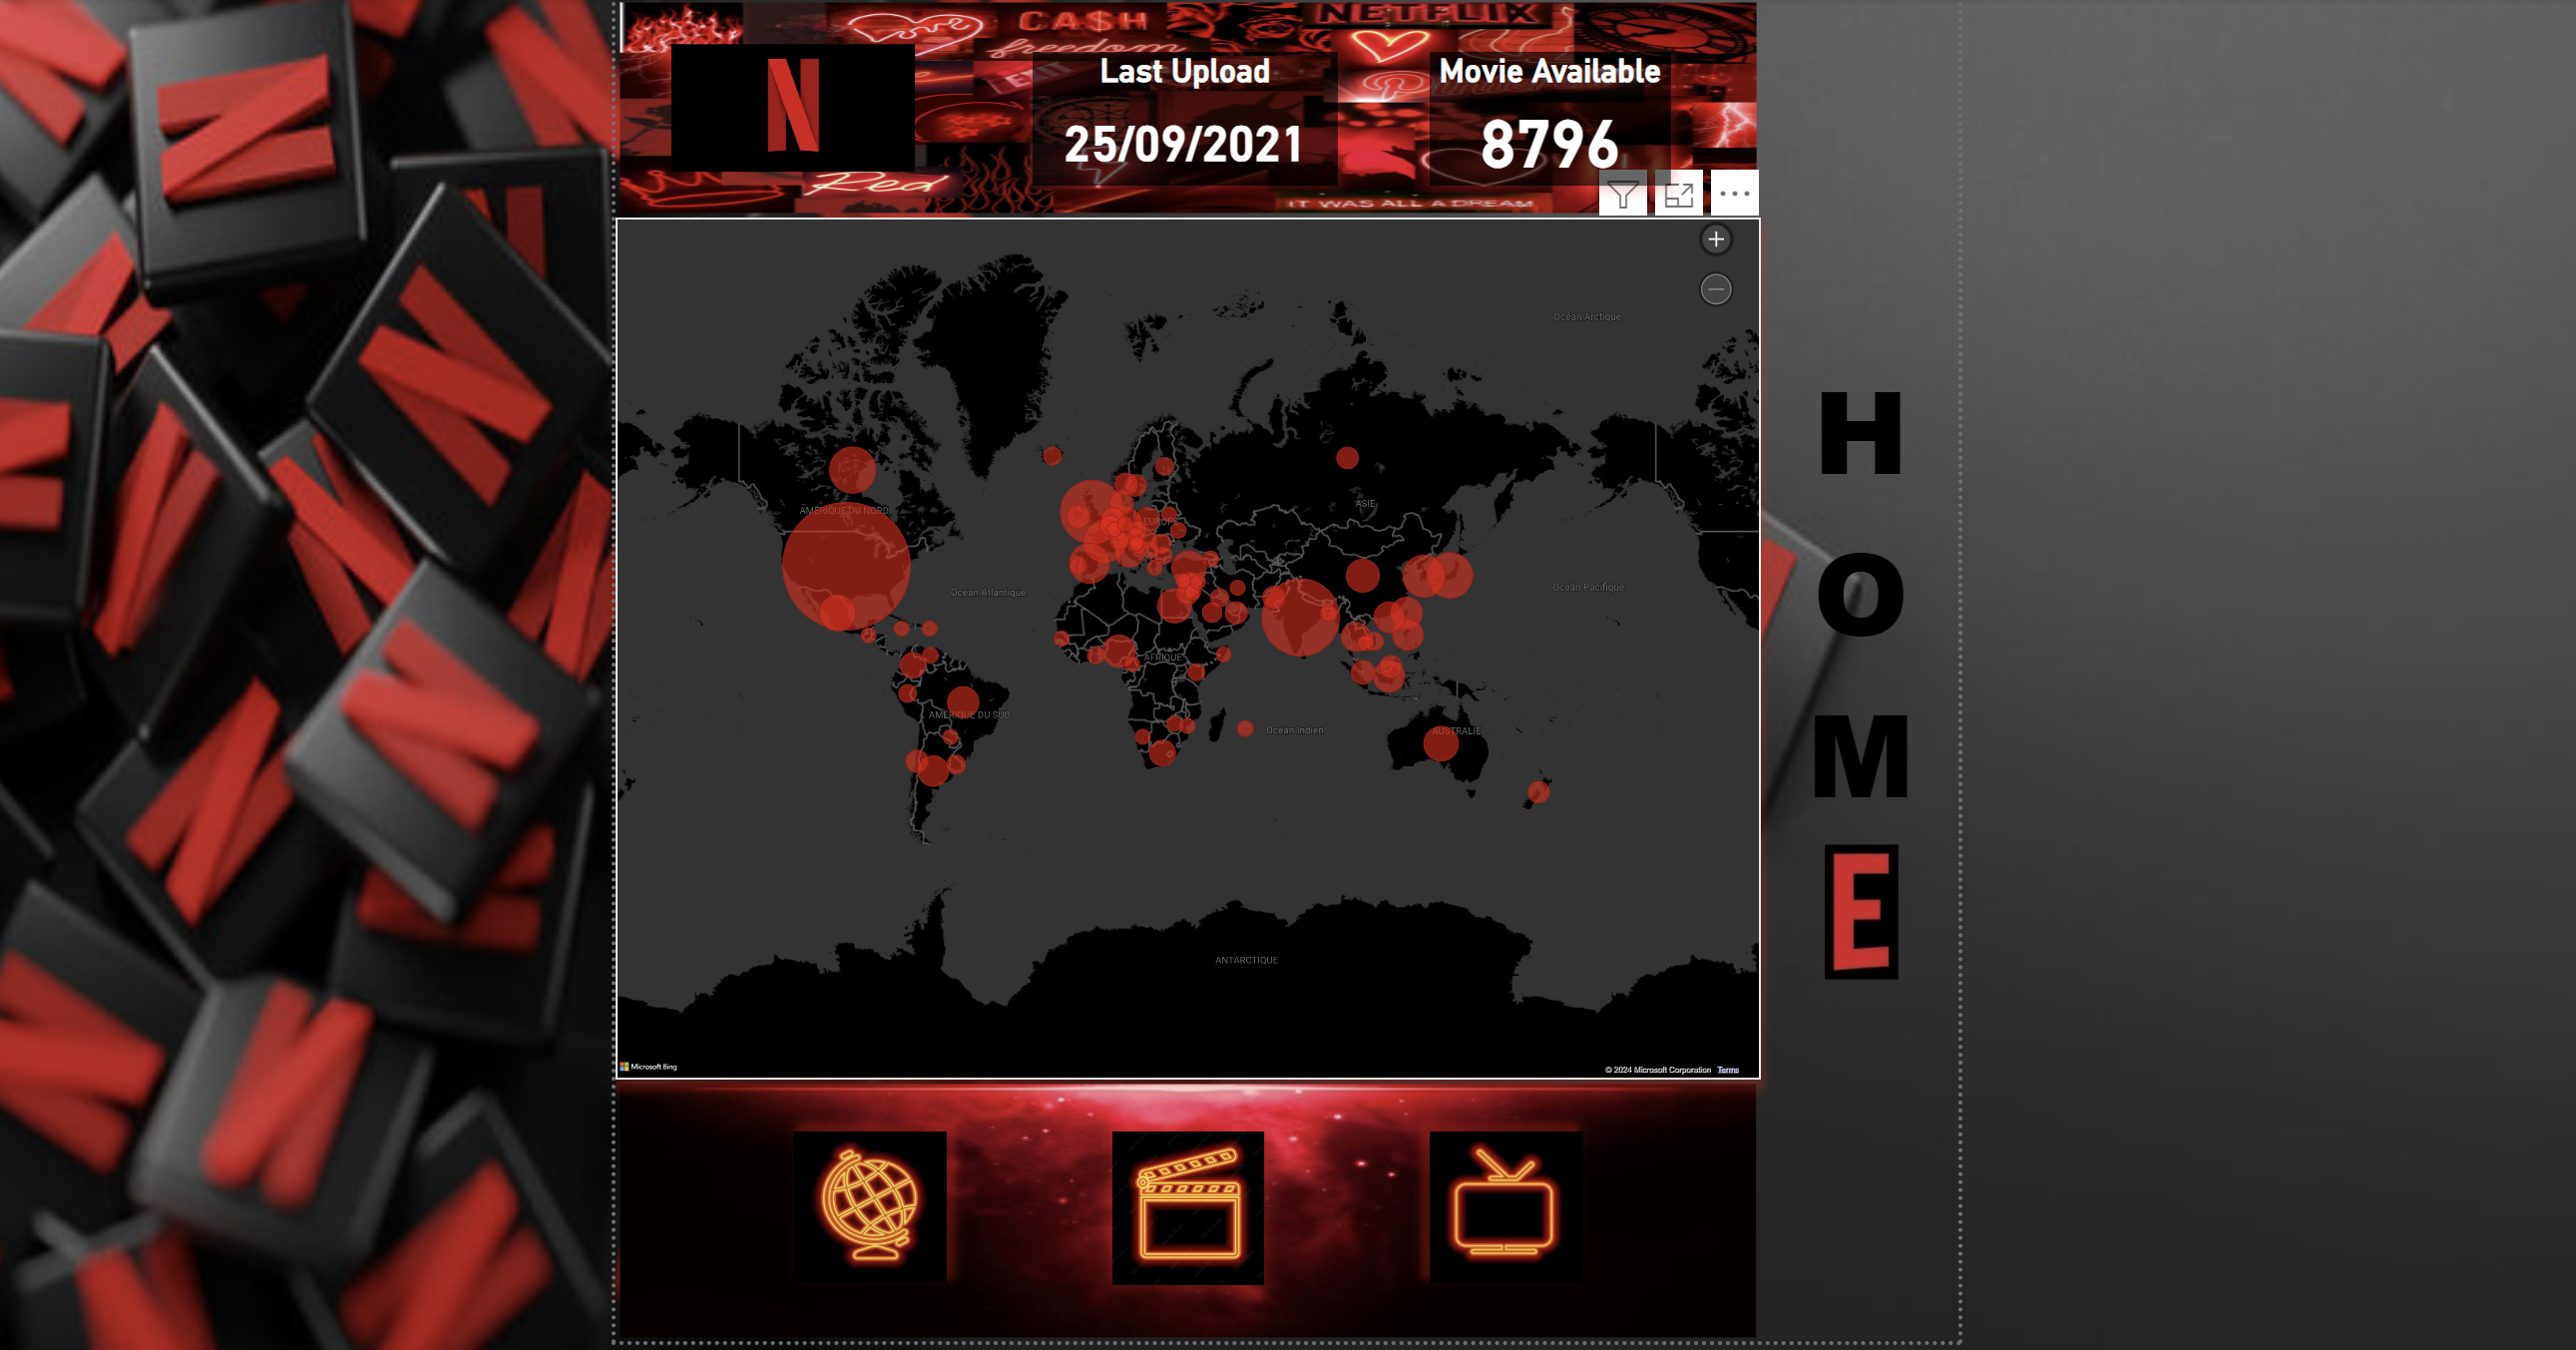 CA$H
NETFLIX
freedom
EXIT
Last Upload
Movie Available
N
25/09/2021
8796
Red
IT WAS ALL A DREAM
Océan Arctique
AMÉRIQUE DU NORD
ASIE
EUROPE
Océan Atlantique
Océan Pacifique
AFRIQUE
AMÉRIQUE DU SUD
Océan Indien
AUSTRALIE
ANTARCTIQUE
Microsoft Bing
© 2024 Microsoft Corporation Terms
H
O
M
E